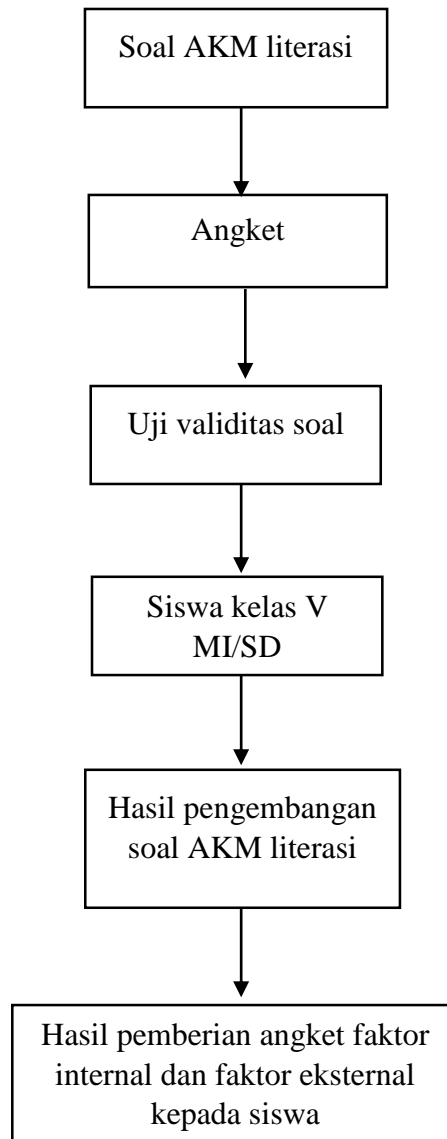 Soal AKM literasi
Angket
Uji validitas soal
Siswa kelas V
MI/SD
Hasil pengembangan
soal AKM literasi
Hasil pemberian angket faktor
internal dan faktor eksternal
kepada siswa